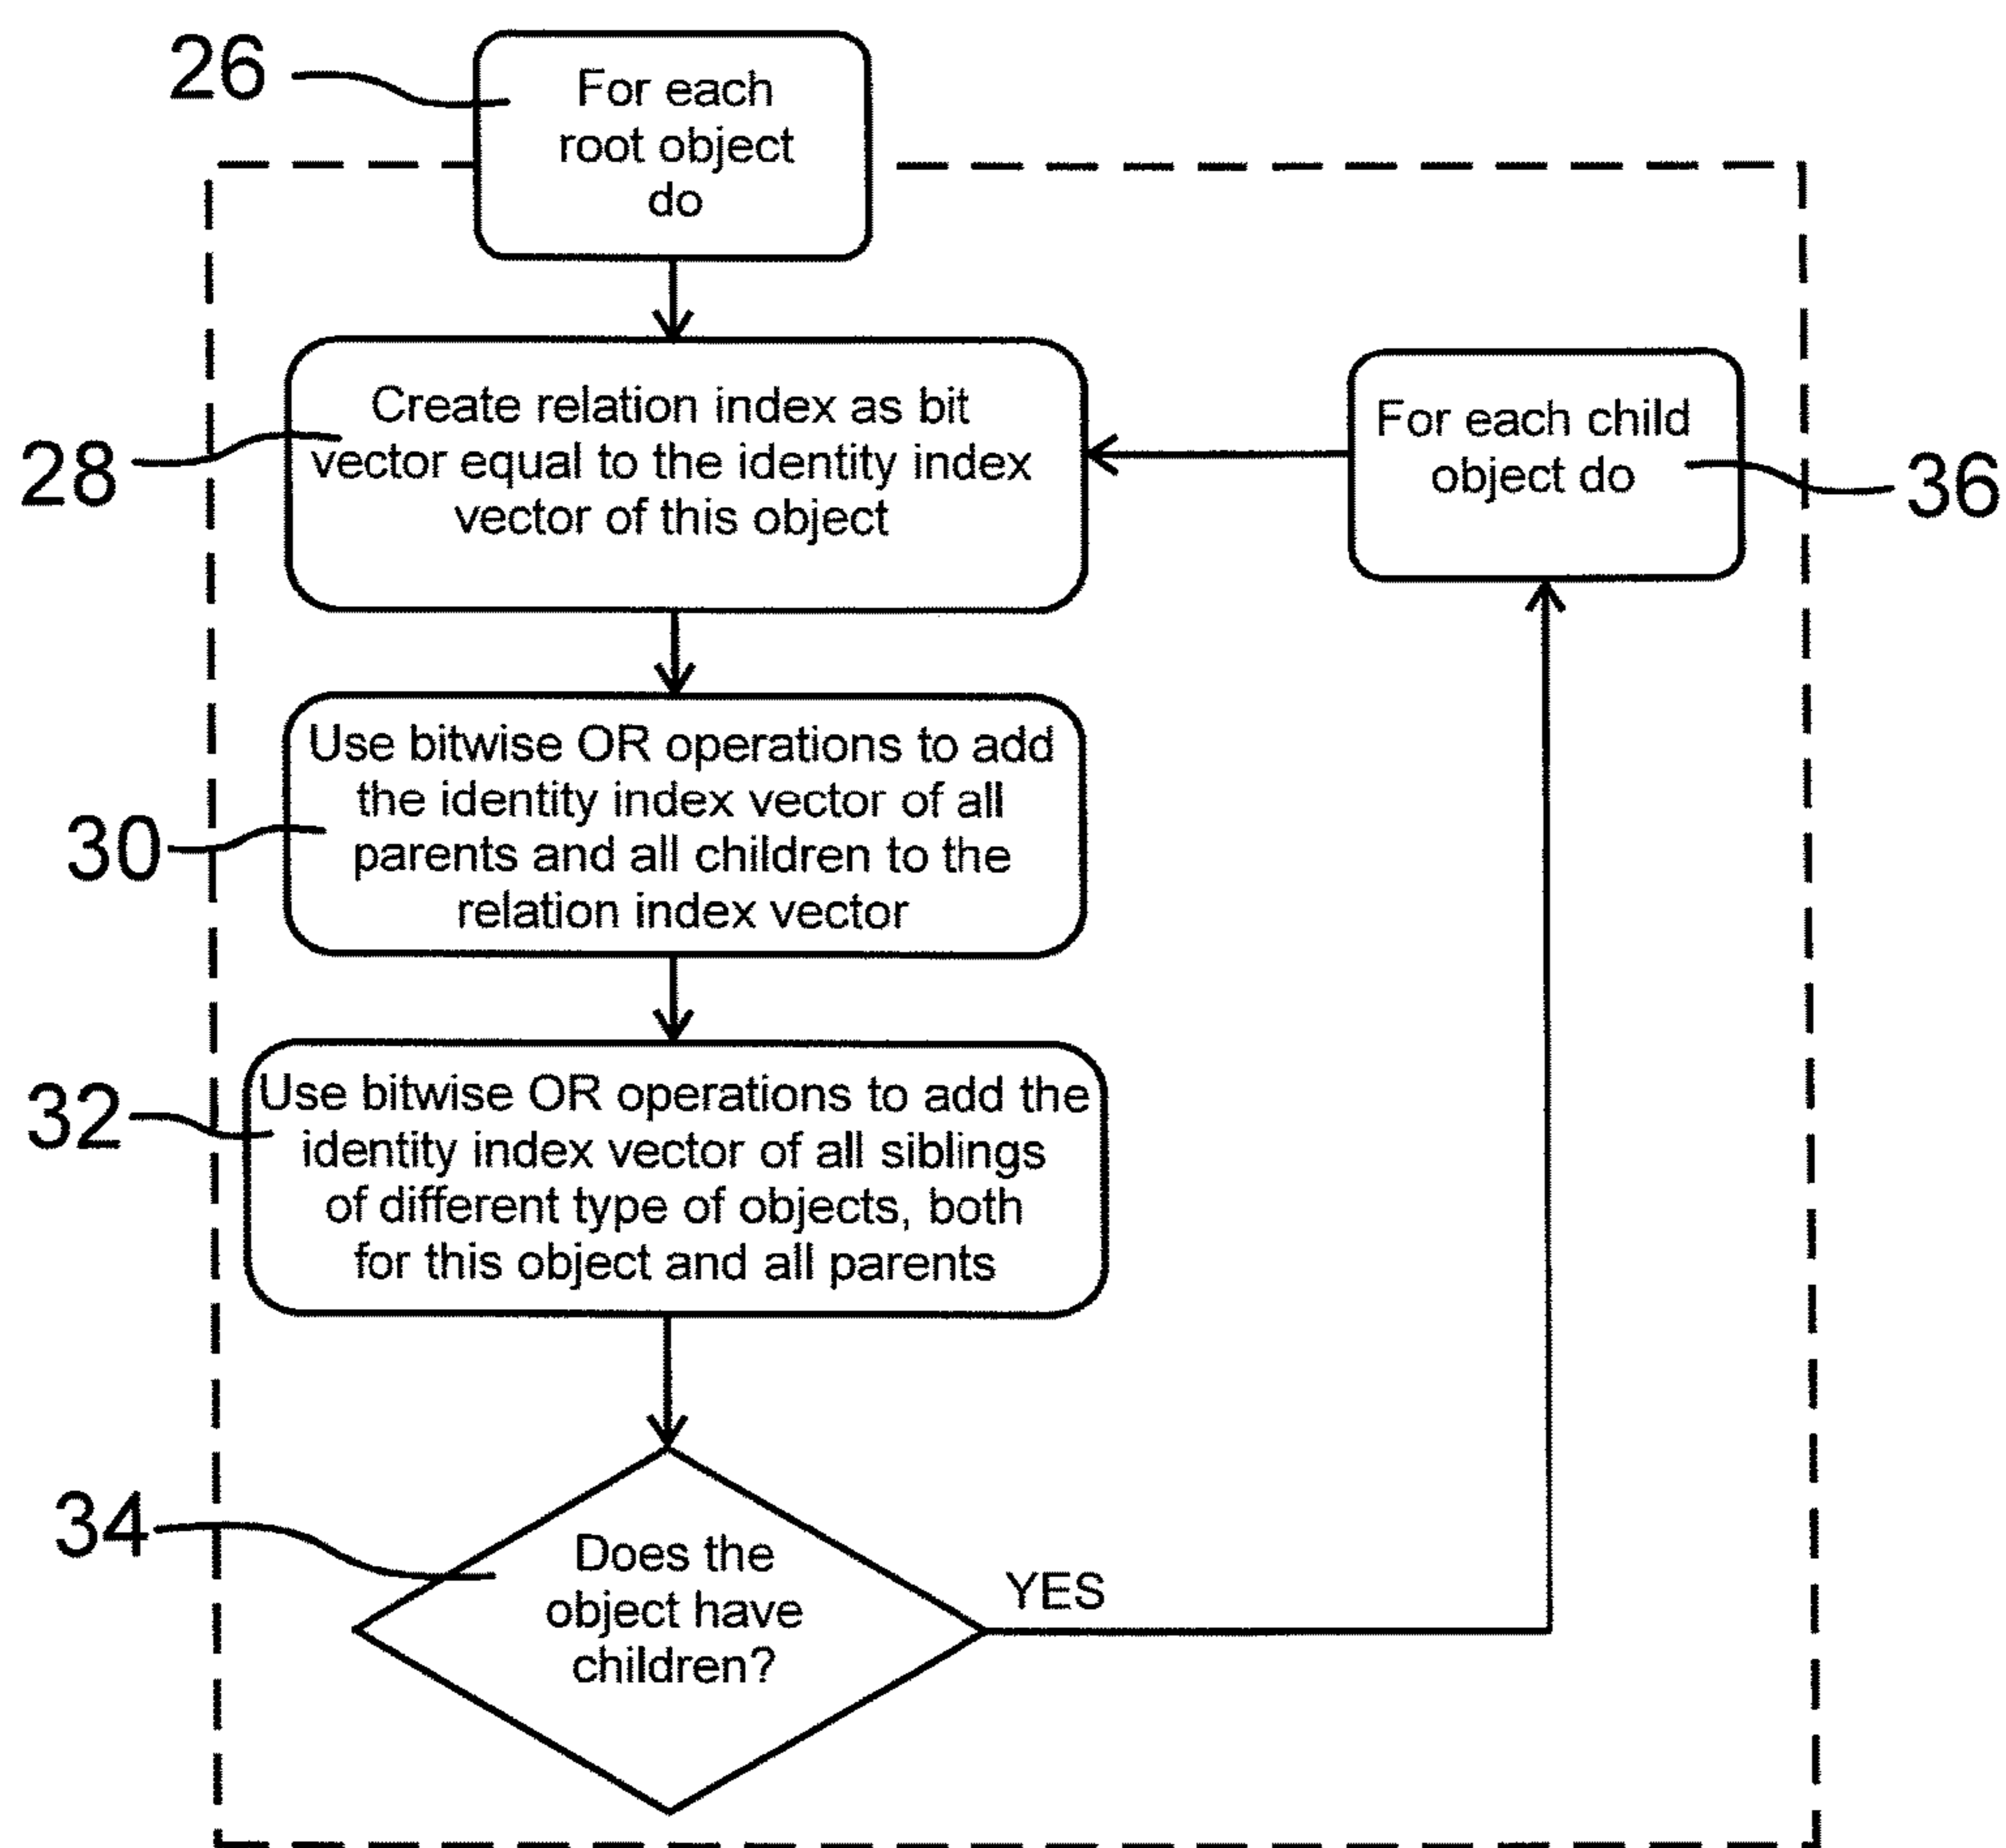 26
For each
root object
do
28
Create relation index as bit
vector equal to the identity index
vector of this object
For each child
object do
36
30
Use bitwise OR operations to add
the identity index vector of all
parents and all children to the
relation index vector
32
Use bitwise OR operations to add the
identity index vector of all siblings
of different type of objects, both
for this object and all parents
34
Does the
object have
children?
YES